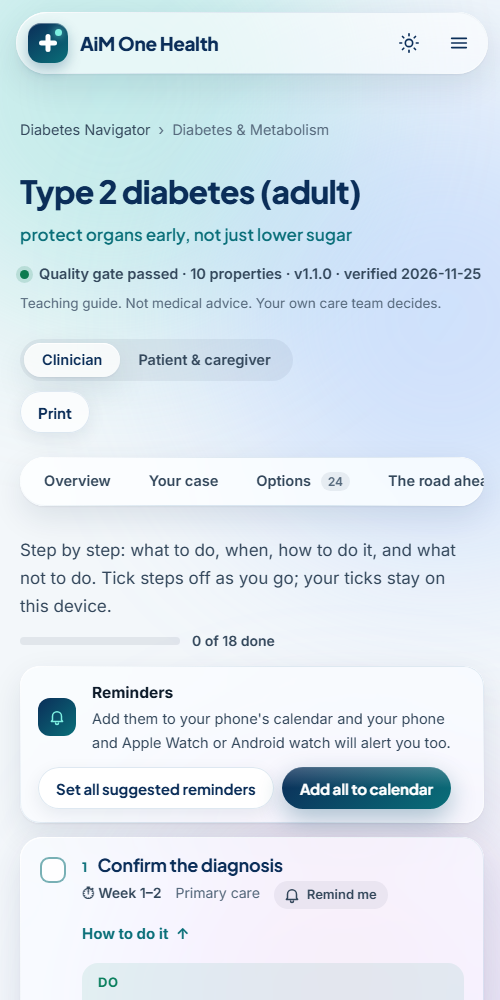 AiM One Health
Diabetes Navigator › Diabetes & Metabolism
Type 2 diabetes (adult)
protect organs early, not just lower sugar
Quality gate passed · 10 properties · v1.1.0 · verified 2026-11-25
Teaching guide. Not medical advice. Your own care team decides.
Clinician Patient & caregiver
Print
Overview Your case Options 24 The road ahea
Step by step: what to do, when, how to do it, and what
not to do. Tick steps off as you go; your ticks stay on
this device.
0 of 18 done
Reminders
Add them to your phone's calendar and your phone
and Apple Watch or Android watch will alert you too.
Set all suggested reminders Add all to calendar
1 Confirm the diagnosis
⏱ Week 1–2 Primary care Remind me
How to do it ↑
DO